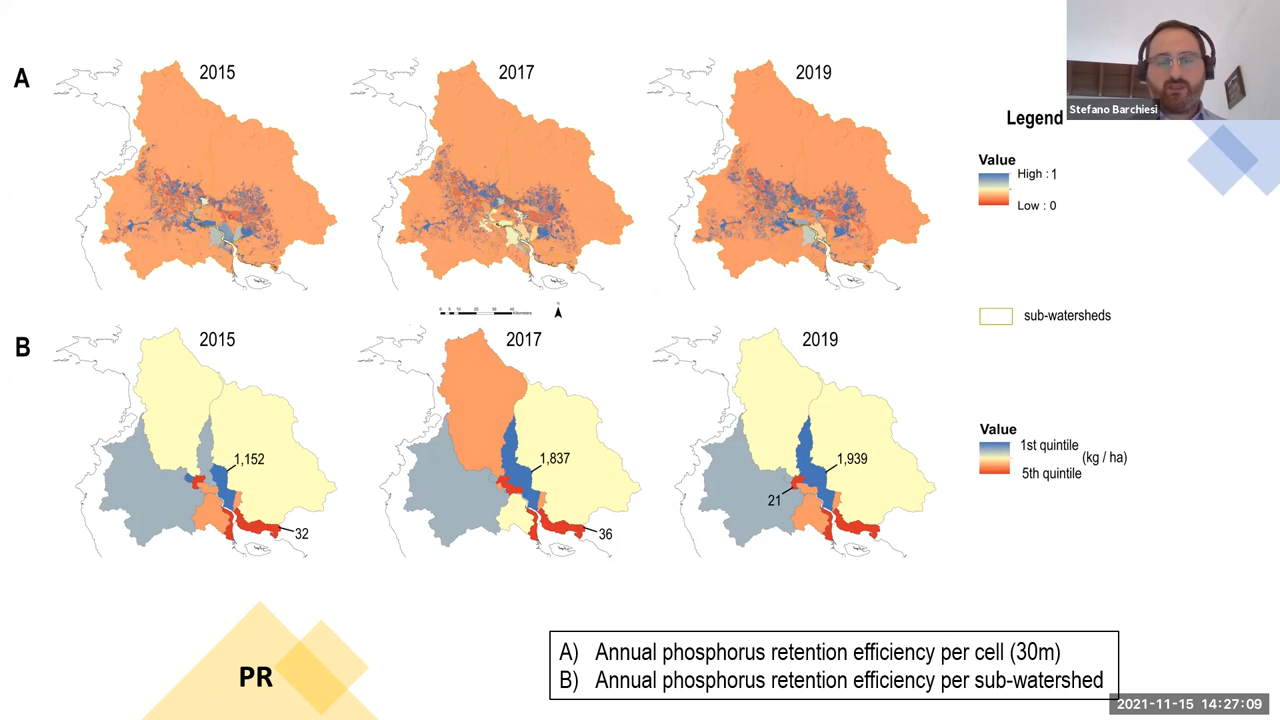 Stefano Barchiesi
A
2015
2017
2019
Legend
Value
High : 1
Low : 0
sub-watersheds
B
2015
2017
2019
1,152
1,837
1,939
21
32
36
Value
1st quintile
(kg / ha)
5th quintile
PR
A) Annual phosphorus retention efficiency per cell (30m)
B) Annual phosphorus retention efficiency per sub-watershed
2021-11-15 14:27:09